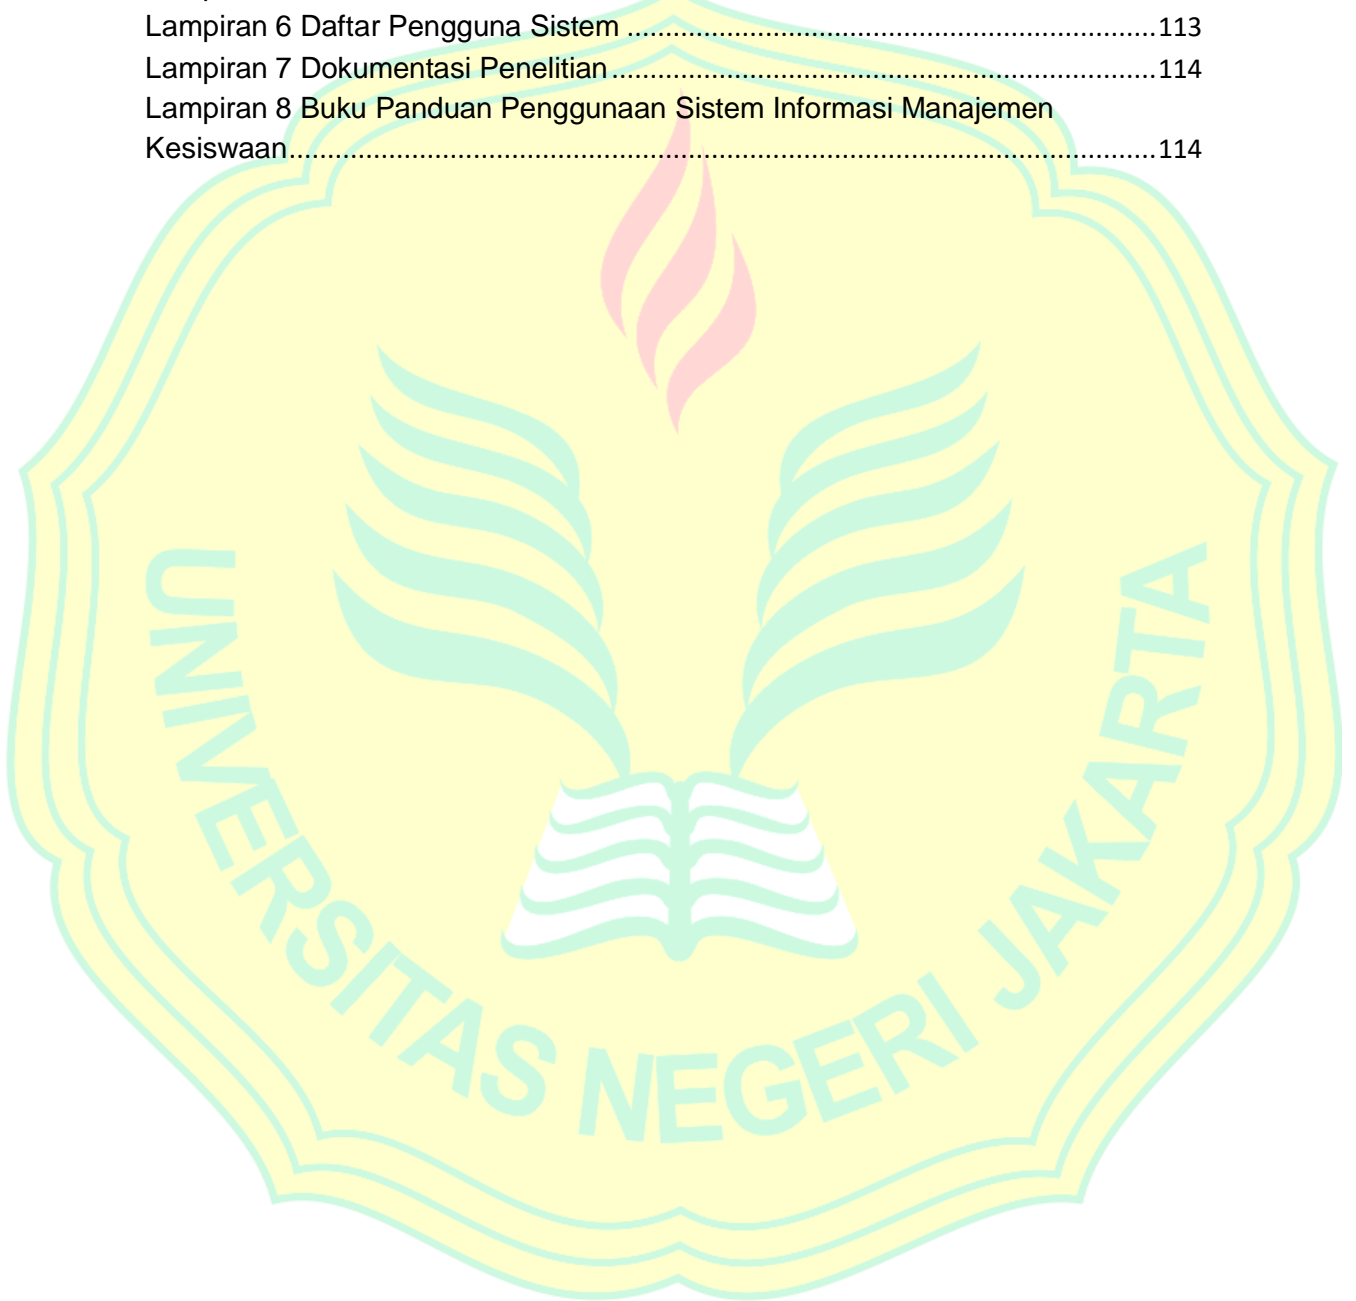 Lampiran 6 Daftar Pengguna Sistem ....................................................................113
Lampiran 7 Dokumentasi Penelitian......................................................................114
Lampiran 8 Buku Panduan Penggunaan Sistem Informasi Manajemen
Kesiswaan................................................................................................................114
UNIVERSITAS NEGERI JAKARTA